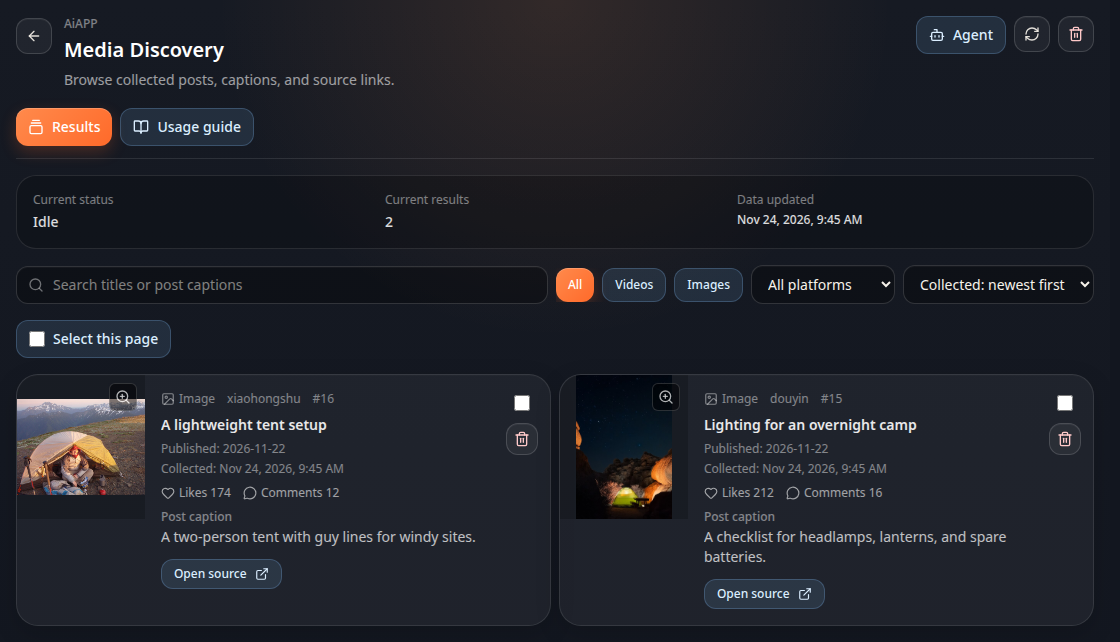 AiAPP
Media Discovery
Browse collected posts, captions, and source links.
Agent
Results
Usage guide
Current status
Idle
Current results
2
Data updated
Nov 24, 2026, 9:45 AM
Search titles or post captions
All
Videos
Images
All platforms
Collected: newest first
Select this page
Image xiaohongshu #16
A lightweight tent setup
Published: 2026-11-22
Collected: Nov 24, 2026, 9:45 AM
Likes 174 Comments 12
Post caption
A two-person tent with guy lines for windy sites.
Open source
Image douyin #15
Lighting for an overnight camp
Published: 2026-11-22
Collected: Nov 24, 2026, 9:45 AM
Likes 212 Comments 16
Post caption
A checklist for headlamps, lanterns, and spare
batteries.
Open source